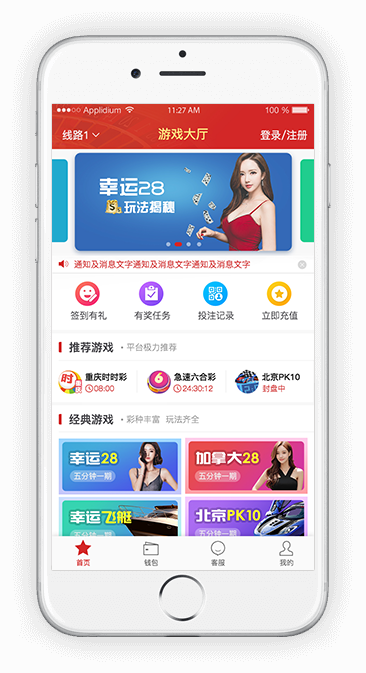 Applidium 11:27 AM 100 %
线路1 游戏大厅 登录/注册
幸运28
玩法揭秘
通知及消息文字通知及消息文字通知及消息文字
签到有礼 有奖任务 投注记录 立即充值
推荐游戏 • 平台极力推荐
重庆时时彩 急速六合彩 北京PK10
08:00 24:30:12 封盘中
经典游戏 • 彩种丰富 玩法齐全
幸运28 加拿大28
五分钟一期 五分钟一期
幸运飞艇 北京PK10
五分钟一期 五分钟一期
首页 钱包 客服 我的